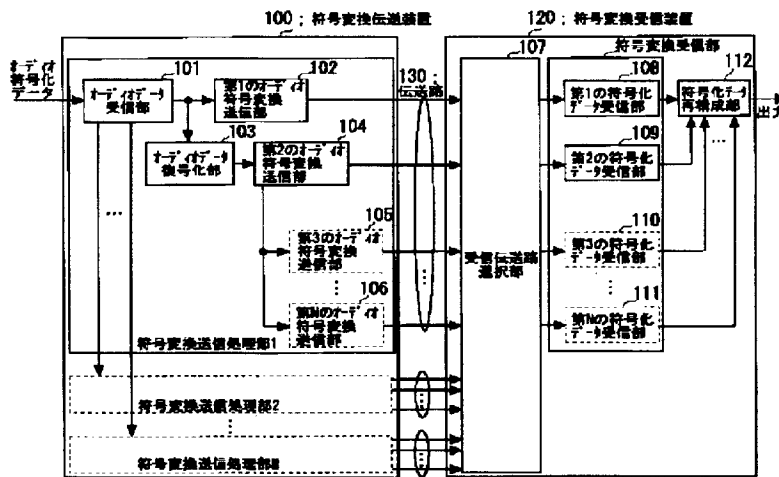 100 ; 符号変換伝送装置
120 ; 符号変換受信装置
オーディオ
符号化
データ
101
オーディオデータ
受信部
102
第1のオーディオ
符号変換
送信部
103
オーディオデータ
復号化部
104
第2のオーディオ
符号変換
送信部
…
105
第3のオーディオ
符号変換
送信部
⋮
106
第Nのオーディオ
符号変換
送信部
符号変換送信処理部1
符号変換送信処理部2
⋮
符号変換送信処理部
130 ;
伝送路
⋮
107
受信伝送路
選択部
符号変換受信部
108
第1の符号化
データ受信部
109
第2の符号化
データ受信部
110
第3の符号化
データ受信部
⋮
111
第Nの符号化
データ受信部
112
符号化データ
再構成部
…
出力